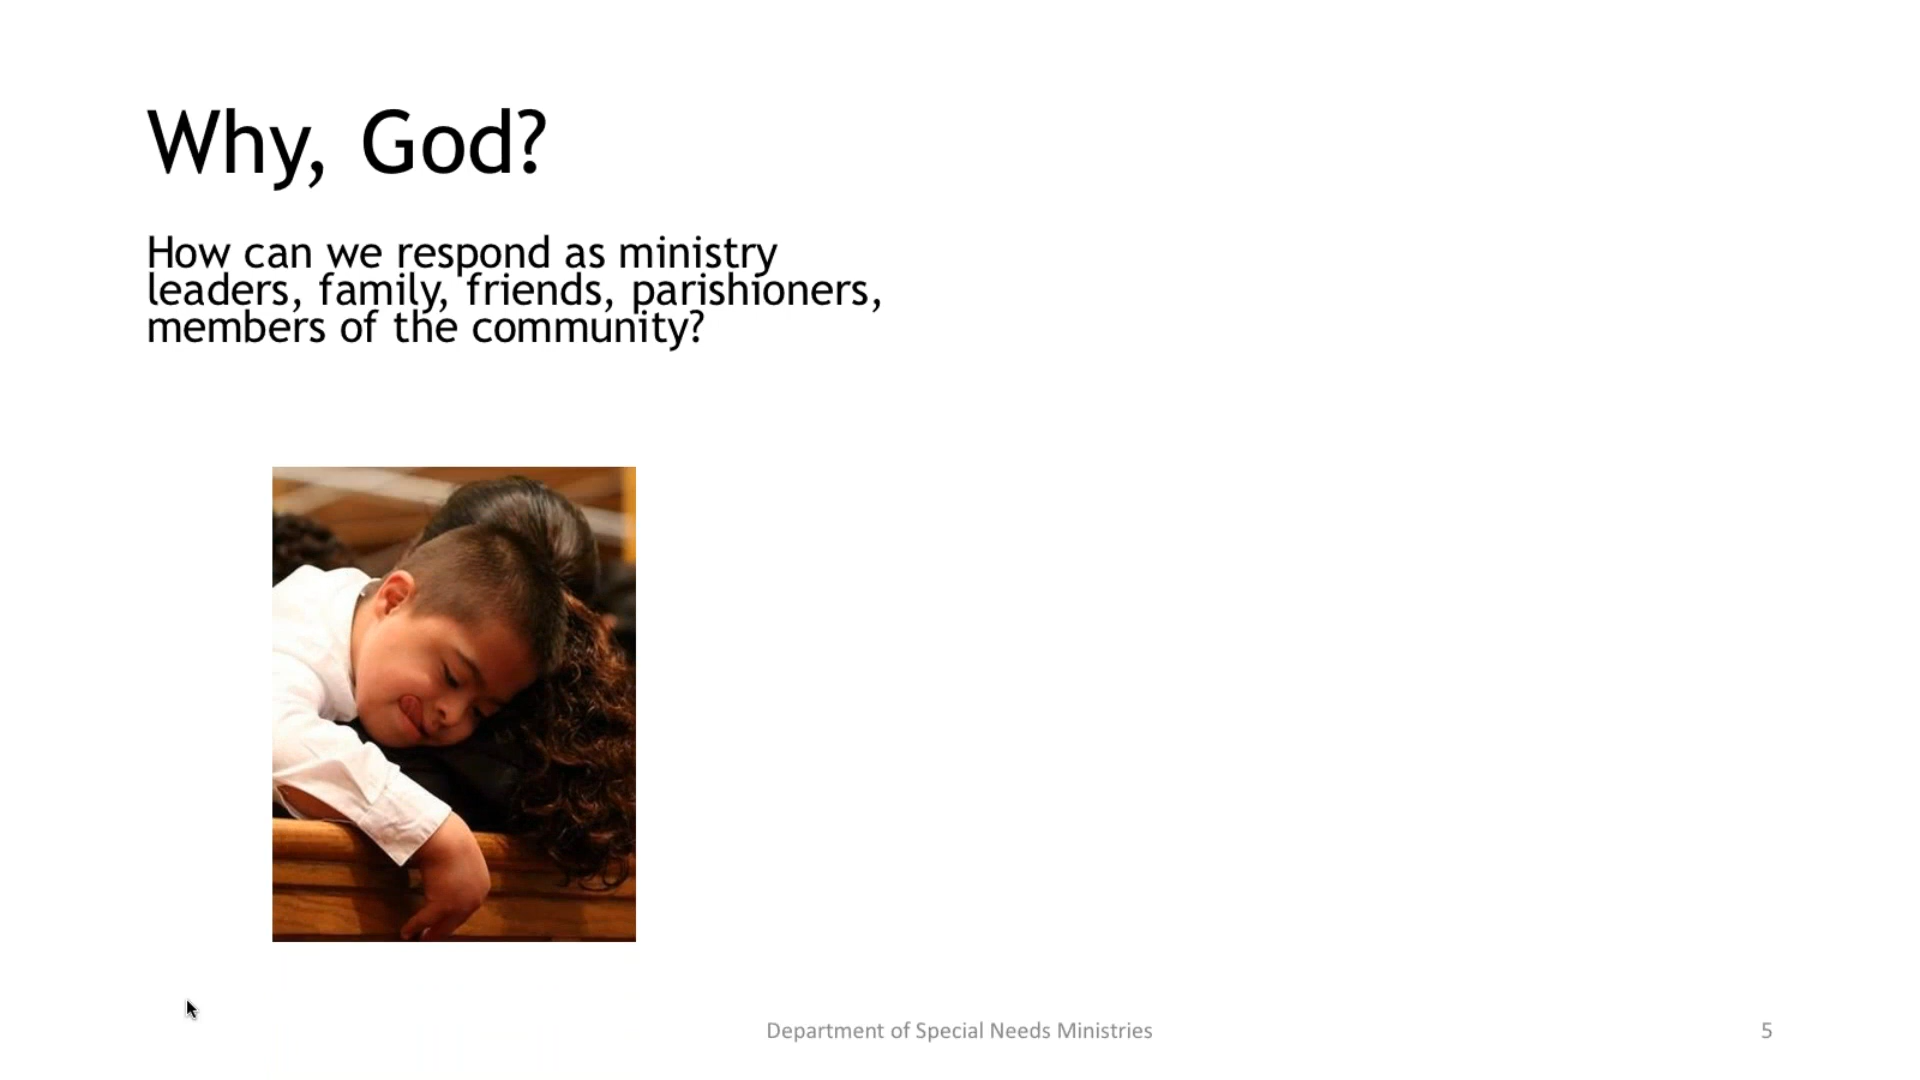 Why, God?
How can we respond as ministry
leaders, family, friends, parishioners,
members of the community?
Department of Special Needs Ministries
5